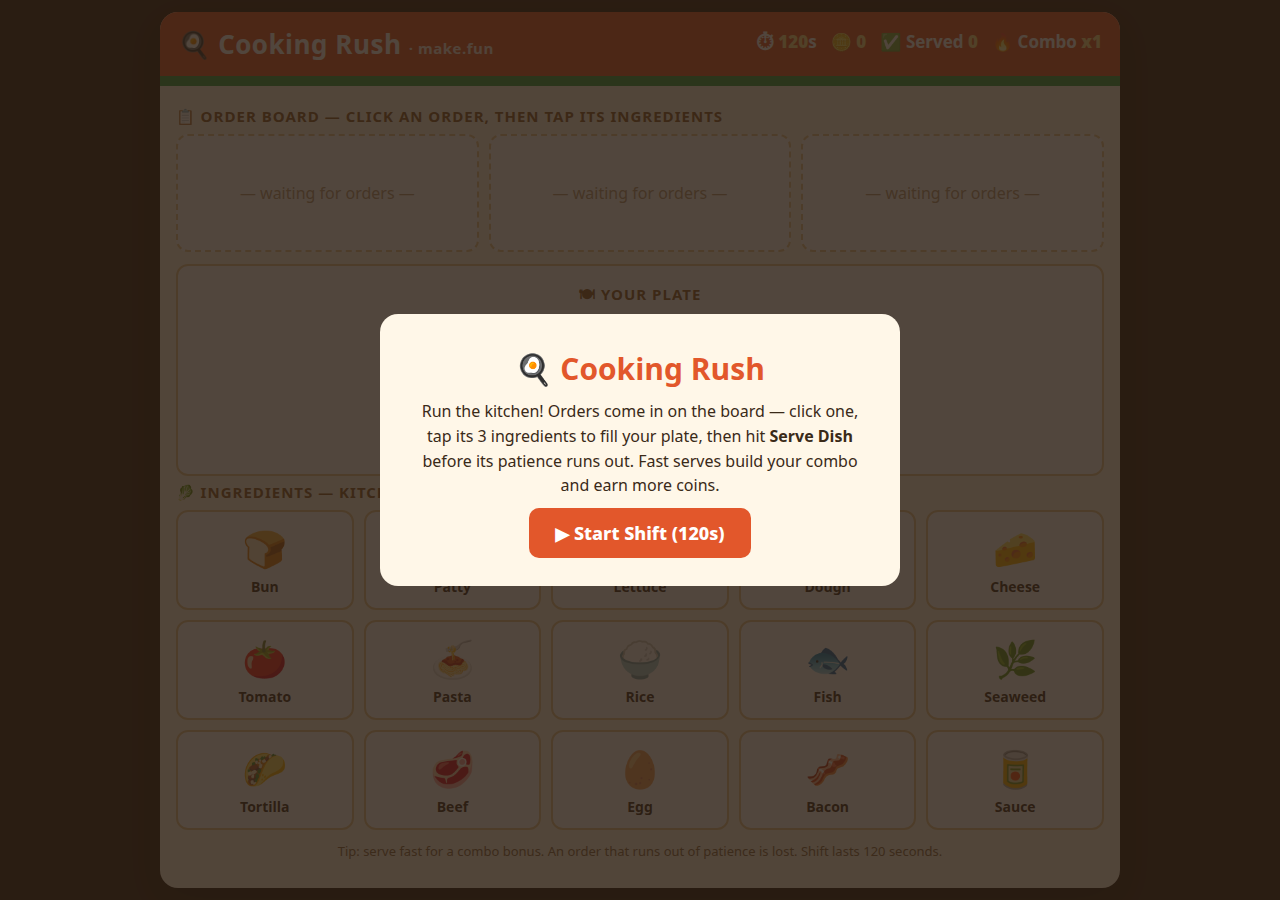 🍳 Cooking Rush · make.fun
⏱ 120s 🪙 0 ✅ Served 0 🔥 Combo x1
📋 ORDER BOARD — CLICK AN ORDER, THEN TAP ITS INGREDIENTS
— waiting for orders — — waiting for orders — — waiting for orders —
🍽 YOUR PLATE
🍳 Cooking Rush
Run the kitchen! Orders come in on the board — click one,
tap its 3 ingredients to fill your plate, then hit Serve Dish
before its patience runs out. Fast serves build your combo
and earn more coins.
▶ Start Shift (120s)
🥬 INGREDIENTS —
Bun Patty Lettuce Dough Cheese
Tomato Pasta Rice Fish Seaweed
Tortilla Beef Egg Bacon Sauce
Tip: serve fast for a combo bonus. An order that runs out of patience is lost. Shift lasts 120 seconds.